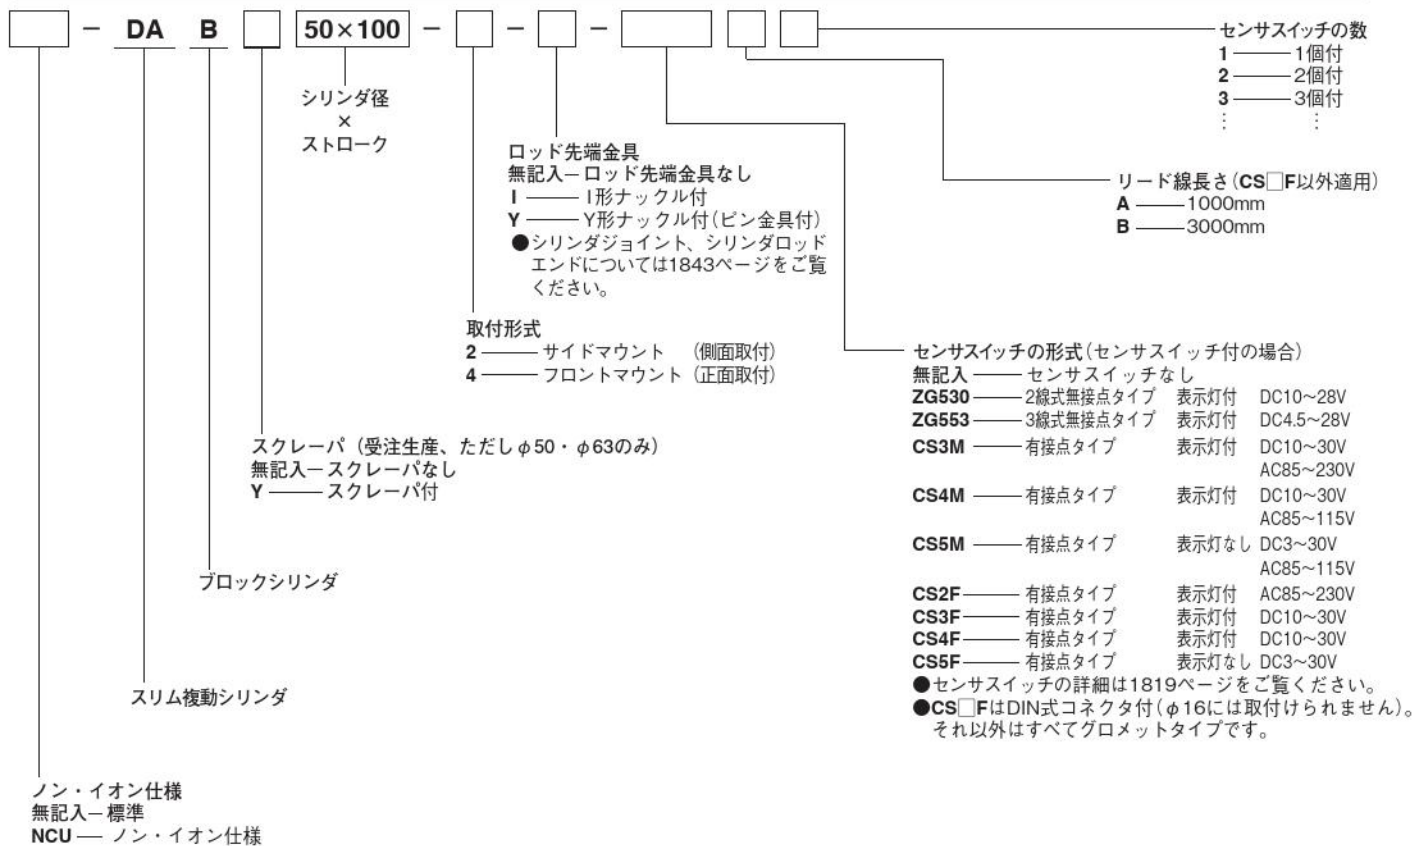 □ － DA B □ 50×100 － □ － □ － □ □ □
センサスイッチの数
1 ─── 1個付
2 ─── 2個付
3 ─── 3個付
⋮ ⋮
シリンダ径
×
ストローク
ロッド先端金具
無記入─ロッド先端金具なし
I ─── I形ナックル付
Y ─── Y形ナックル付(ピン金具付)
●シリンダジョイント、シリンダロッド
エンドについては1843ページをご覧
ください。
リード線長さ(CS□F以外適用)
A ─── 1000mm
B ─── 3000mm
取付形式
2 ─── サイドマウント (側面取付)
4 ─── フロントマウント (正面取付)
センサスイッチの形式(センサスイッチ付の場合)
無記入 ─── センサスイッチなし
ZG530 ─── 2線式無接点タイプ 表示灯付 DC10～28V
ZG553 ─── 3線式無接点タイプ 表示灯付 DC4.5～28V
CS3M ─── 有接点タイプ 表示灯付 DC10～30V
AC85～230V
CS4M ─── 有接点タイプ 表示灯付 DC10～30V
AC85～115V
CS5M ─── 有接点タイプ 表示灯なし DC3～30V
AC85～115V
CS2F ─── 有接点タイプ 表示灯付 AC85～230V
CS3F ─── 有接点タイプ 表示灯付 DC10～30V
CS4F ─── 有接点タイプ 表示灯付 DC10～30V
CS5F ─── 有接点タイプ 表示灯なし DC3～30V
●センサスイッチの詳細は1819ページをご覧ください。
●CS□FはDIN式コネクタ付(φ16には取付けられません)。
それ以外はすべてグロメットタイプです。
スクレーパ (受注生産、ただしφ50・φ63のみ)
無記入─スクレーパなし
Y ─── スクレーパ付
ブロックシリンダ
スリム複動シリンダ
ノン・イオン仕様
無記入─標準
NCU ── ノン・イオン仕様